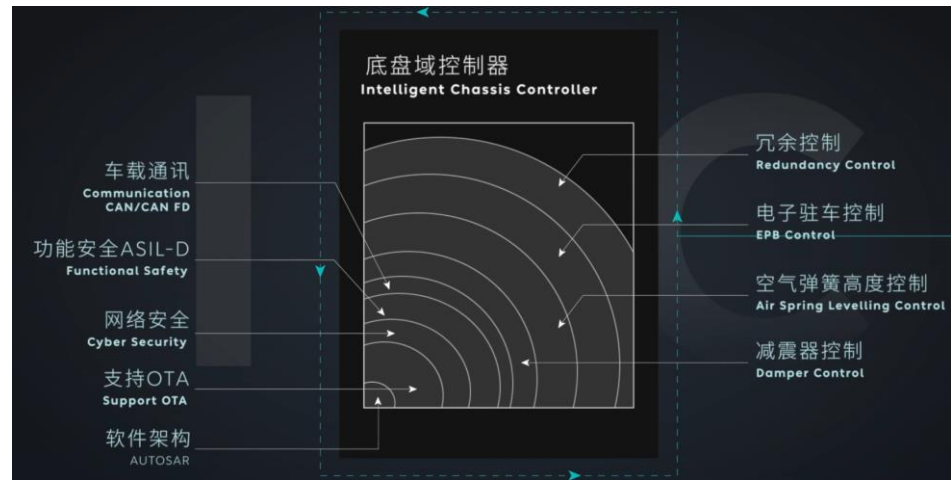 底盘域控制器
Intelligent Chassis Controller
车载通讯
Communication
CAN/CAN FD
功能安全ASIL-D
Functional Safety
网络安全
Cyber Security
支持OTA
Support OTA
软件架构
AUTOSAR
冗余控制
Redundancy Control
电子驻车控制
EPB Control
空气弹簧高度控制
Air Spring Levelling Control
减震器控制
Damper Control